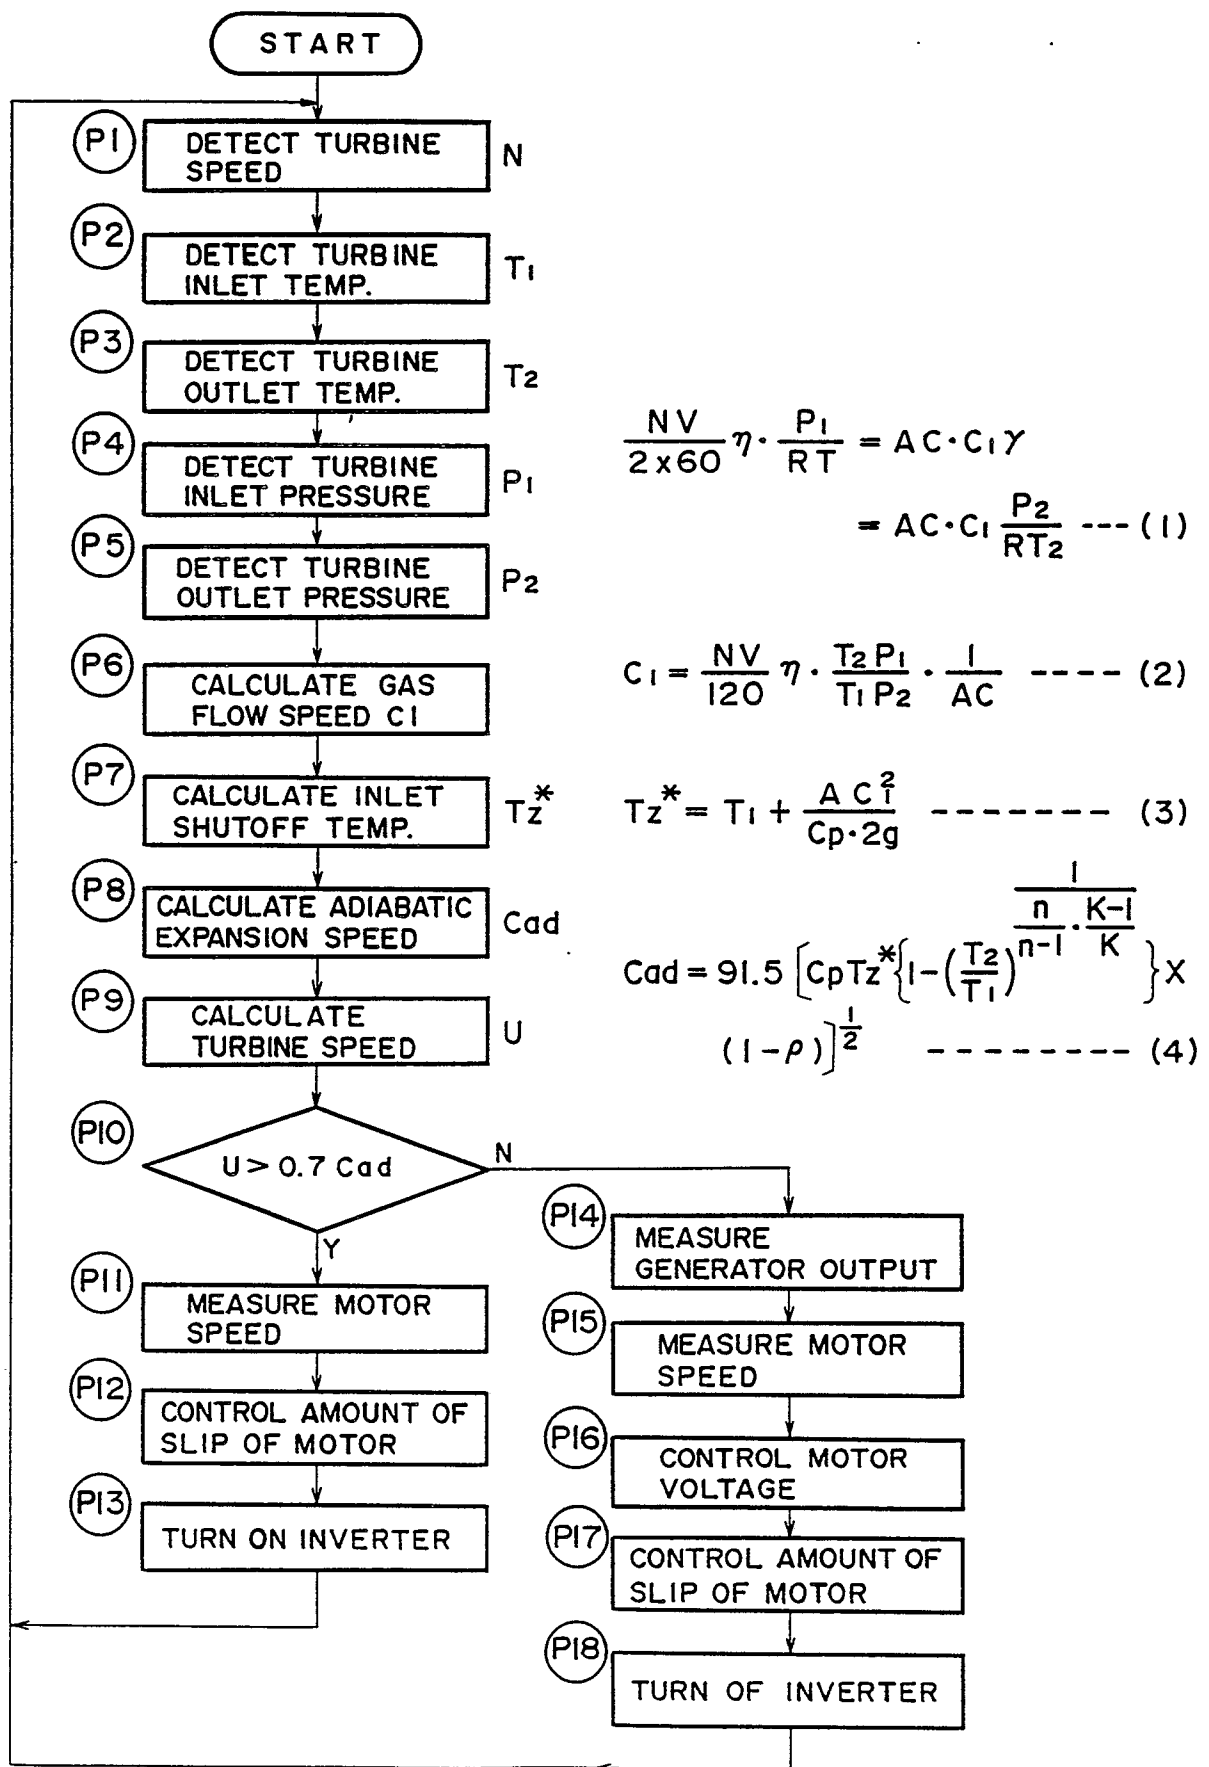 START
P1
DETECT TURBINE
SPEED
N
P2
DETECT TURBINE
INLET TEMP.
T1
P3
DETECT TURBINE
OUTLET TEMP.
T2
P4
DETECT TURBINE
INLET PRESSURE
P1
P5
DETECT TURBINE
OUTLET PRESSURE
P2
P6
CALCULATE GAS
FLOW SPEED C1
P7
CALCULATE INLET
SHUTOFF TEMP.
Tz*
P8
CALCULATE ADIABATIC
EXPANSION SPEED
Cad
P9
CALCULATE
TURBINE SPEED
U
P10
U > 0.7 Cad
N
Y
P11
MEASURE MOTOR
SPEED
P12
CONTROL AMOUNT OF
SLIP OF MOTOR
P13
TURN ON INVERTER
P14
MEASURE
GENERATOR OUTPUT
P15
MEASURE MOTOR
SPEED
P16
CONTROL MOTOR
VOLTAGE
P17
CONTROL AMOUNT OF
SLIP OF MOTOR
P18
TURN OF INVERTER
NV/2x60 η · P1/RT = AC·C1γ
= AC·C1 P2/RT2 --- (1)
C1 = NV/120 η · T2P1/T1P2 · 1/AC ---- (2)
Tz* = T1 + AC1²/Cp·2g ------- (3)
Cad = 91.5 [CpTz*{1-(T2/T1)^(1/(n/n-1 · K-1/K))}X
(1-ρ)]^1/2 -------- (4)